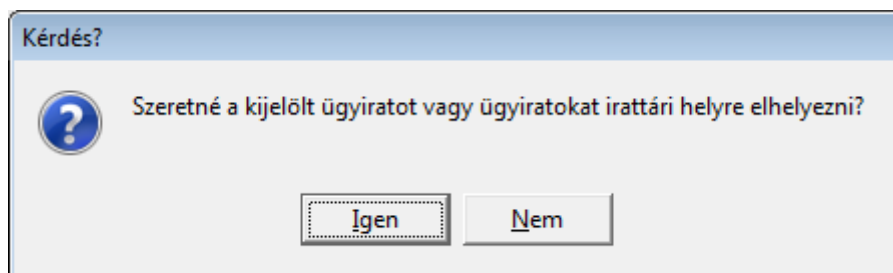 Kérdés?
Szeretné a kijelölt ügyiratot vagy ügyiratokat irattári helyre elhelyezni?
Igen
Nem